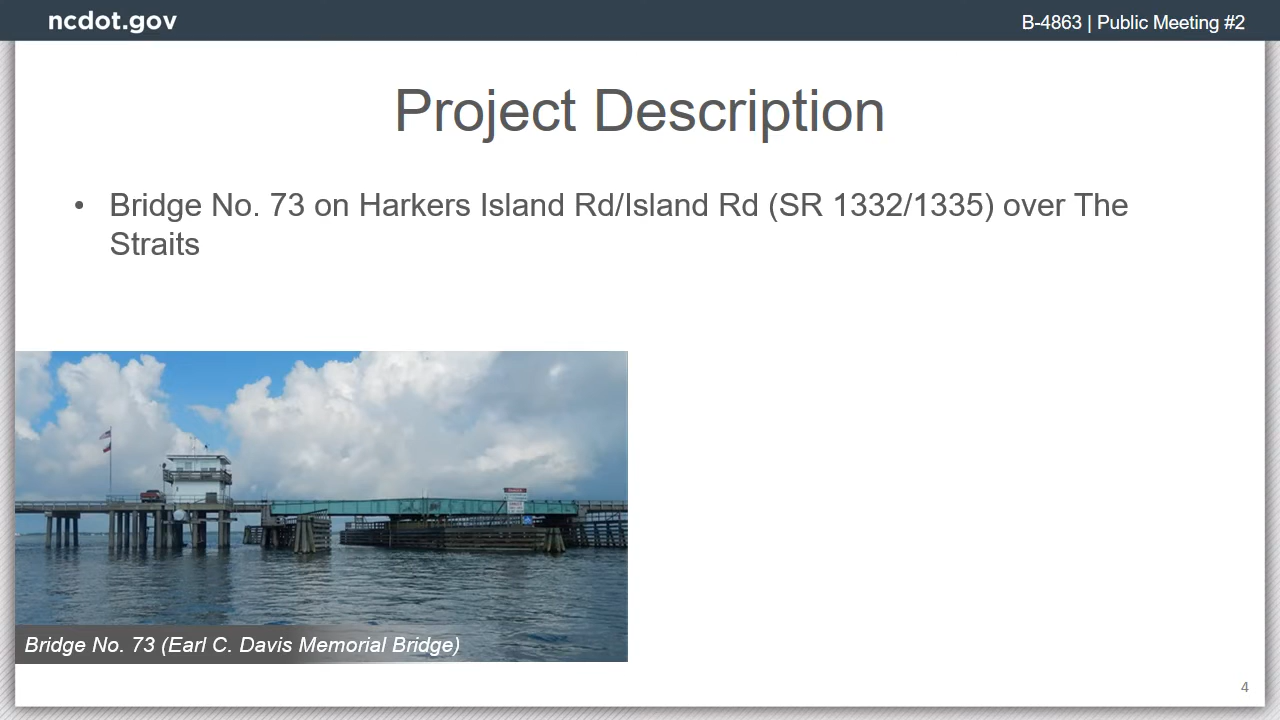 ncdot.gov
B-4863 | Public Meeting #2
Project Description
• Bridge No. 73 on Harkers Island Rd/Island Rd (SR 1332/1335) over The
Straits
Bridge No. 73 (Earl C. Davis Memorial Bridge)
4